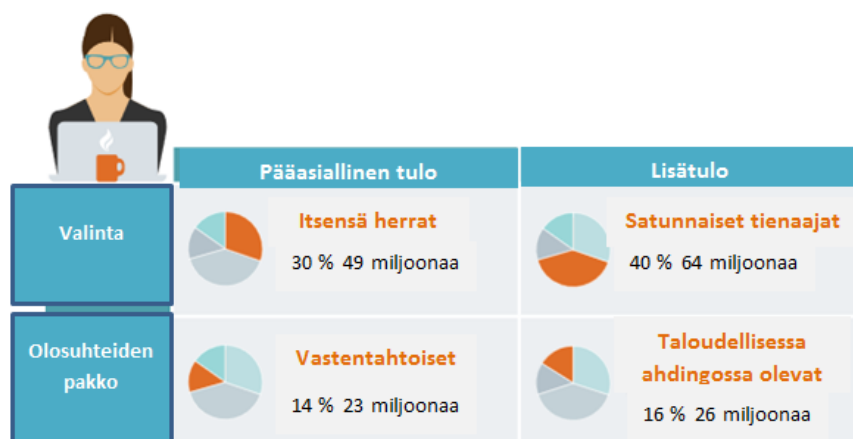 Pääasiallinen tulo
Lisätulo
Valinta
Itsensä herrat
30 % 49 miljoonaa
Satunnaiset tienaajat
40 % 64 miljoonaa
Olosuhteiden
pakko
Vastentahtoiset
14 % 23 miljoonaa
Taloudellisessa
ahdingossa olevat
16 % 26 miljoonaa